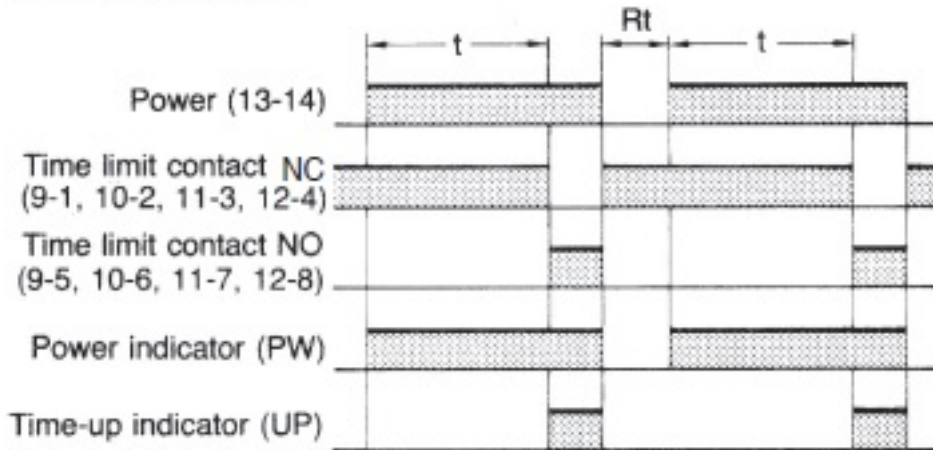 Rt
t
t
Power (13-14)
Time limit contact NC
(9-1, 10-2, 11-3, 12-4)
Time limit contact NO
(9-5, 10-6, 11-7, 12-8)
Power indicator (PW)
Time-up indicator (UP)